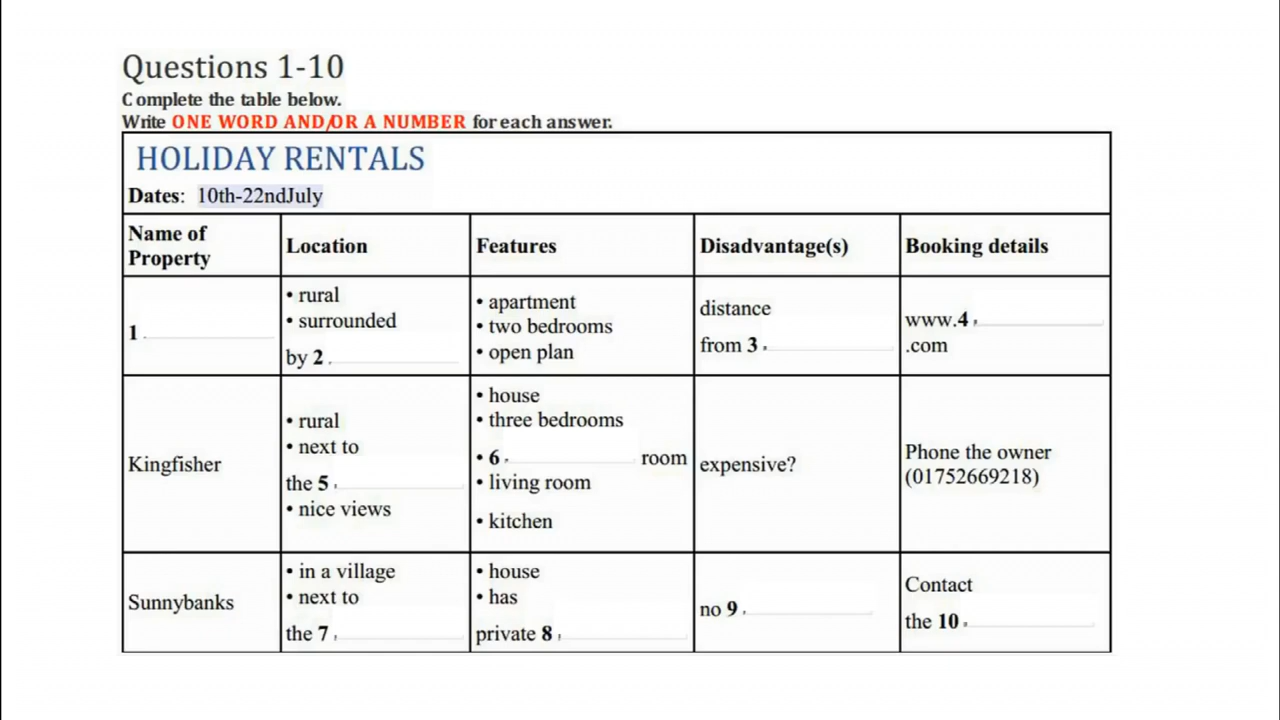 Questions 1-10
Complete the table below.
Write ONE WORD AND/OR A NUMBER for each answer.
HOLIDAY RENTALS
Dates: 10th-22ndJuly
Name of
Property
Location
Features
Disadvantage(s)
Booking details
1
• rural
• surrounded
by 2
• apartment
• two bedrooms
• open plan
distance
from 3
www.4
.com
Kingfisher
• rural
• next to
the 5
• nice views
• house
• three bedrooms
• 6 room
• living room
• kitchen
expensive?
Phone the owner
(01752669218)
Sunnybanks
• in a village
• next to
the 7
• house
• has
private 8
no 9
Contact
the 10